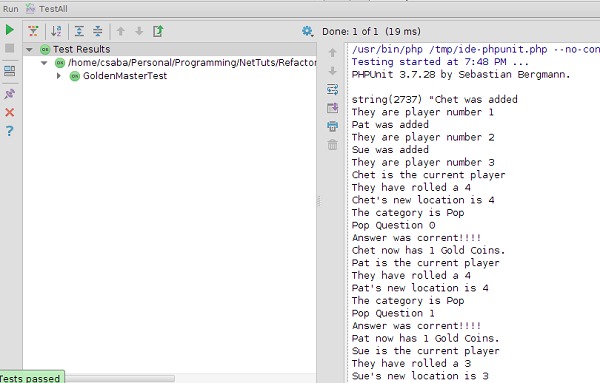 Run TestAll
Done: 1 of 1 (19 ms)
Test Results
/home/csaba/Personal/Programming/NetTuts/Refactor
GoldenMasterTest
/usr/bin/php /tmp/ide-phpunit.php --no-con
Testing started at 7:48 PM ...
PHPUnit 3.7.28 by Sebastian Bergmann.
string(2737) "Chet was added
They are player number 1
Pat was added
They are player number 2
Sue was added
They are player number 3
Chet is the current player
They have rolled a 4
Chet's new location is 4
The category is Pop
Pop Question 0
Answer was corrent!!!!
Chet now has 1 Gold Coins.
Pat is the current player
They have rolled a 4
Pat's new location is 4
The category is Pop
Pop Question 1
Answer was corrent!!!!
Pat now has 1 Gold Coins.
Sue is the current player
They have rolled a 3
Sue's new location is 3
Tests passed